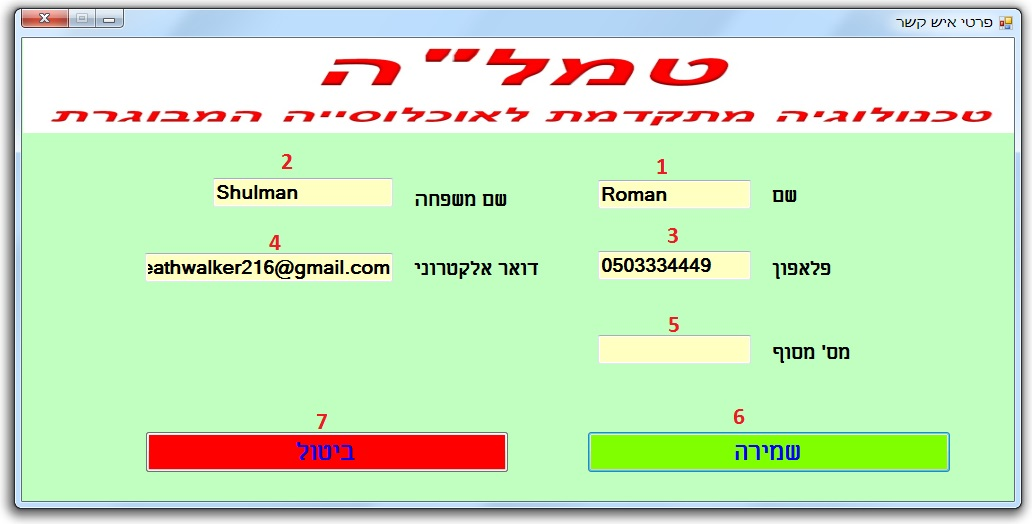 פרטי איש קשר
טמל"ה
טכנולוגיה מתקדמת לאוכלוסייה המבוגרת
1 2
שם Roman שם משפחה Shulman
3 4
פלאפון 0503334449 דואר אלקטרוני eathwalker216@gmail.com
5
מס' מסוף
6 7
שמירה ביטול